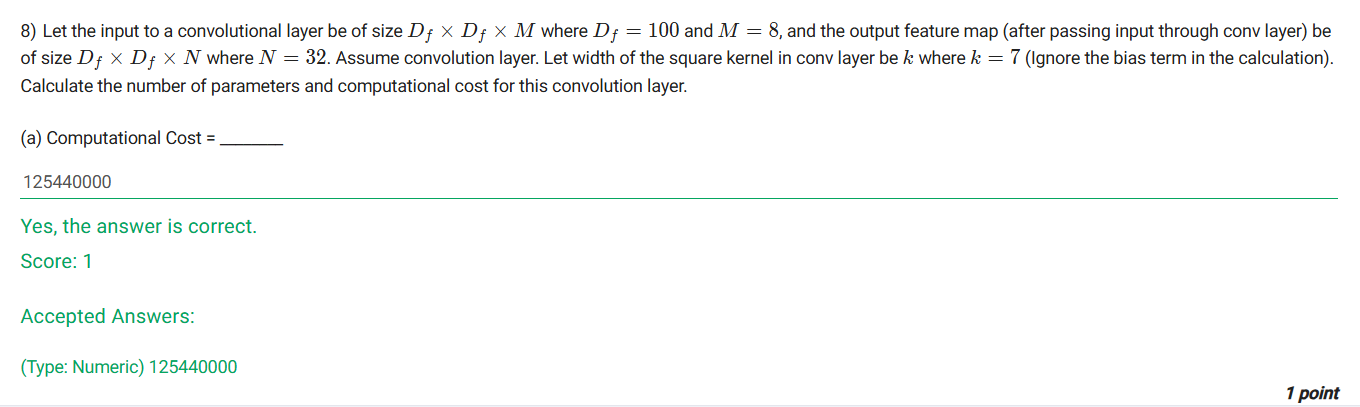 8) Let the input to a convolutional layer be of size $D_f \times D_f \times M$ where $D_f = 100$ and $M = 8$, and the output feature map (after passing input through conv layer) be
of size $D_f \times D_f \times N$ where $N = 32$. Assume convolution layer. Let width of the square kernel in conv layer be $k$ where $k = 7$ (Ignore the bias term in the calculation).
Calculate the number of parameters and computational cost for this convolution layer.
(a) Computational Cost = ________
125440000
Yes, the answer is correct.
Score: 1
Accepted Answers:
(Type: Numeric) 125440000
1 point